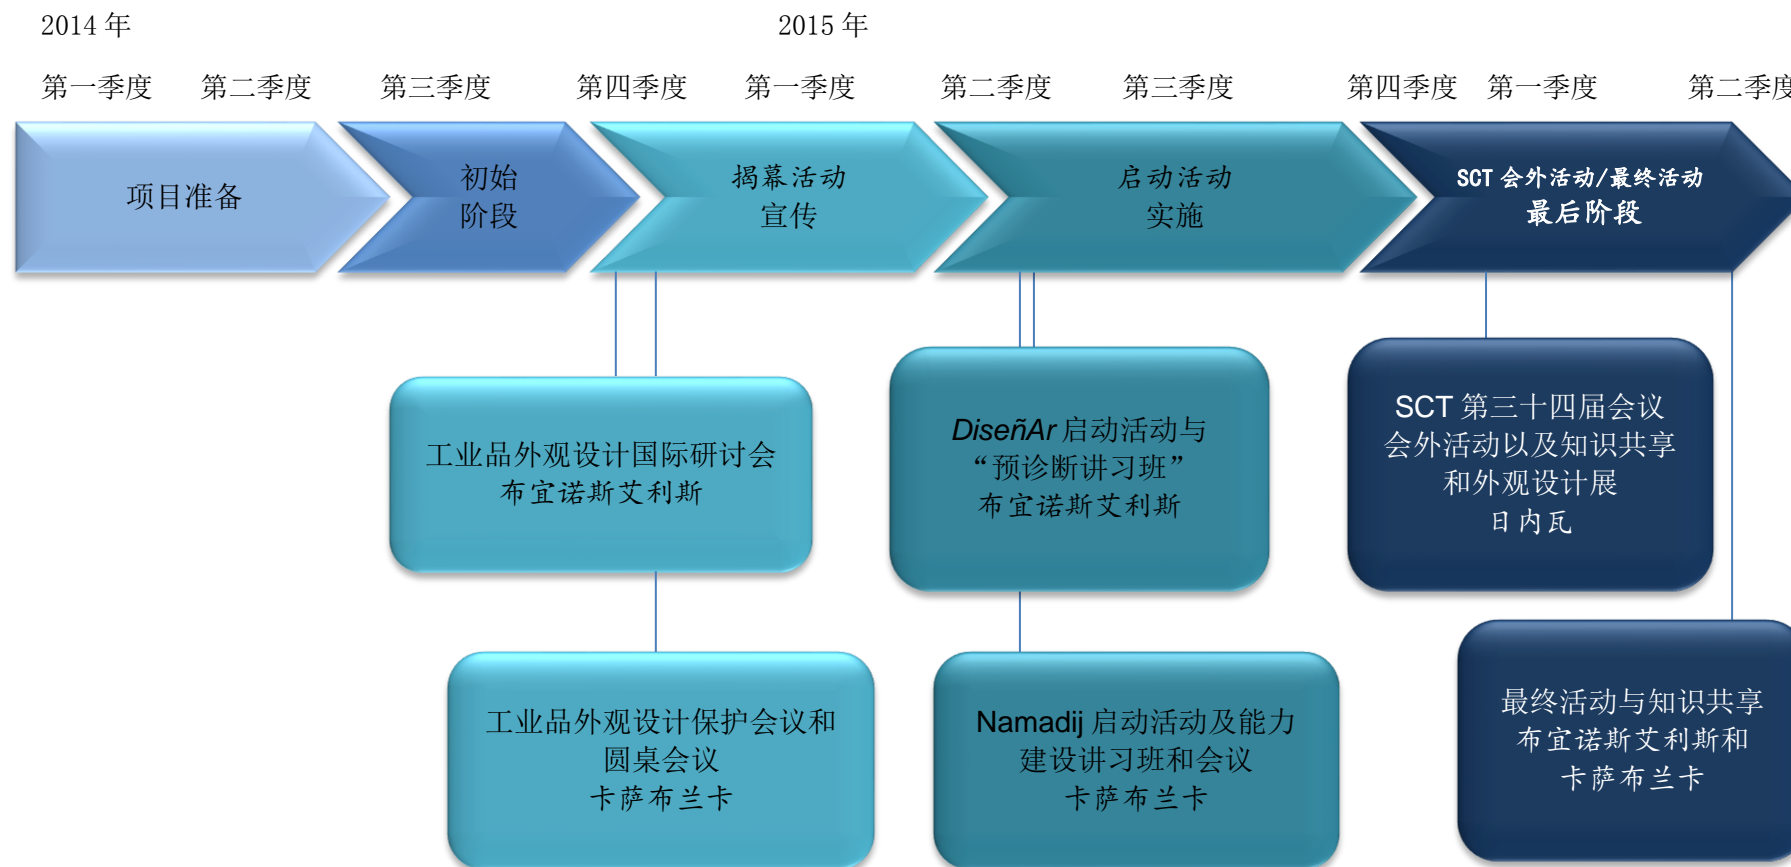 2014 年
2015 年
第一季度
第二季度
第三季度
第四季度
第一季度
第二季度
第三季度
第四季度
第一季度
第二季度
项目准备
初始
阶段
揭幕活动
宣传
启动活动
实施
SCT 会外活动/最终活动
最后阶段
工业品外观设计国际研讨会
布宜诺斯艾利斯
DiseñAr 启动活动与
“预诊断讲习班”
布宜诺斯艾利斯
SCT 第三十四届会议
会外活动以及知识共享
和外观设计展
日内瓦
工业品外观设计保护会议和
圆桌会议
卡萨布兰卡
Namadij 启动活动及能力
建设讲习班和会议
卡萨布兰卡
最终活动与知识共享
布宜诺斯艾利斯和
卡萨布兰卡